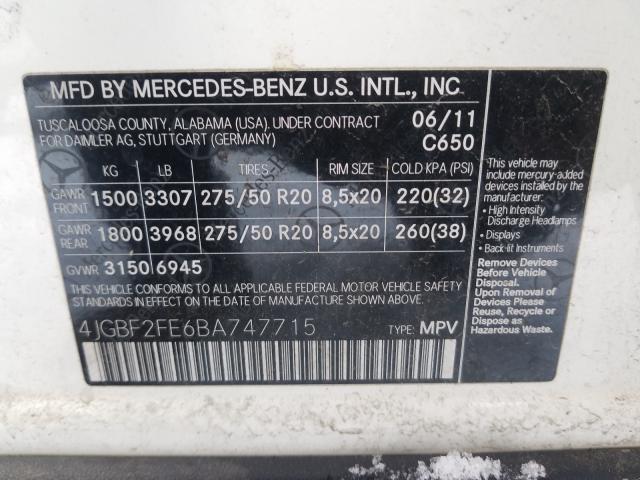 MFD BY MERCEDES-BENZ U.S. INTL., INC
TUSCALOOSA COUNTY, ALABAMA (USA). UNDER CONTRACT
FOR DAIMLER AG, STUTTGART (GERMANY)
06/11
C650
KG LB TIRES RIM SIZE COLD KPA (PSI)
GAWR FRONT 1500 3307 275/50 R20 8,5x20 220(32)
GAWR REAR 1800 3968 275/50 R20 8,5x20 260(38)
GVWR 3150 6945
THIS VEHICLE CONFORMS TO ALL APPLICABLE FEDERAL MOTOR VEHICLE SAFETY
STANDARDS IN EFFECT ON THE DATE OF MANUFACTURE SHOWN ABOVE
4JGBF2FE6BA747715 TYPE: MPV
This vehicle may
include mercury-added
devices installed by the
manufacturer:
- High Intensity
Discharge Headlamps
- Displays
- Back-lit Instruments
Remove Devices
Before Vehicle
Disposal.
Upon Removal of
Devices Please
Reuse, Recycle or
Dispose as
Hazardous Waste.